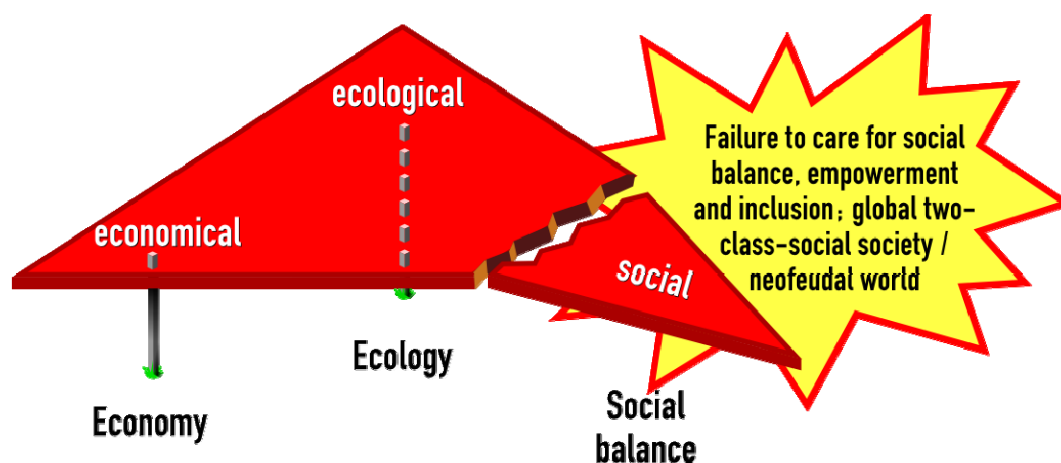 ecological
economical
social
Failure to care for social
balance, empowerment
and inclusion; global two-
class-social society /
neofeudal world
Economy
Ecology
Social
balance